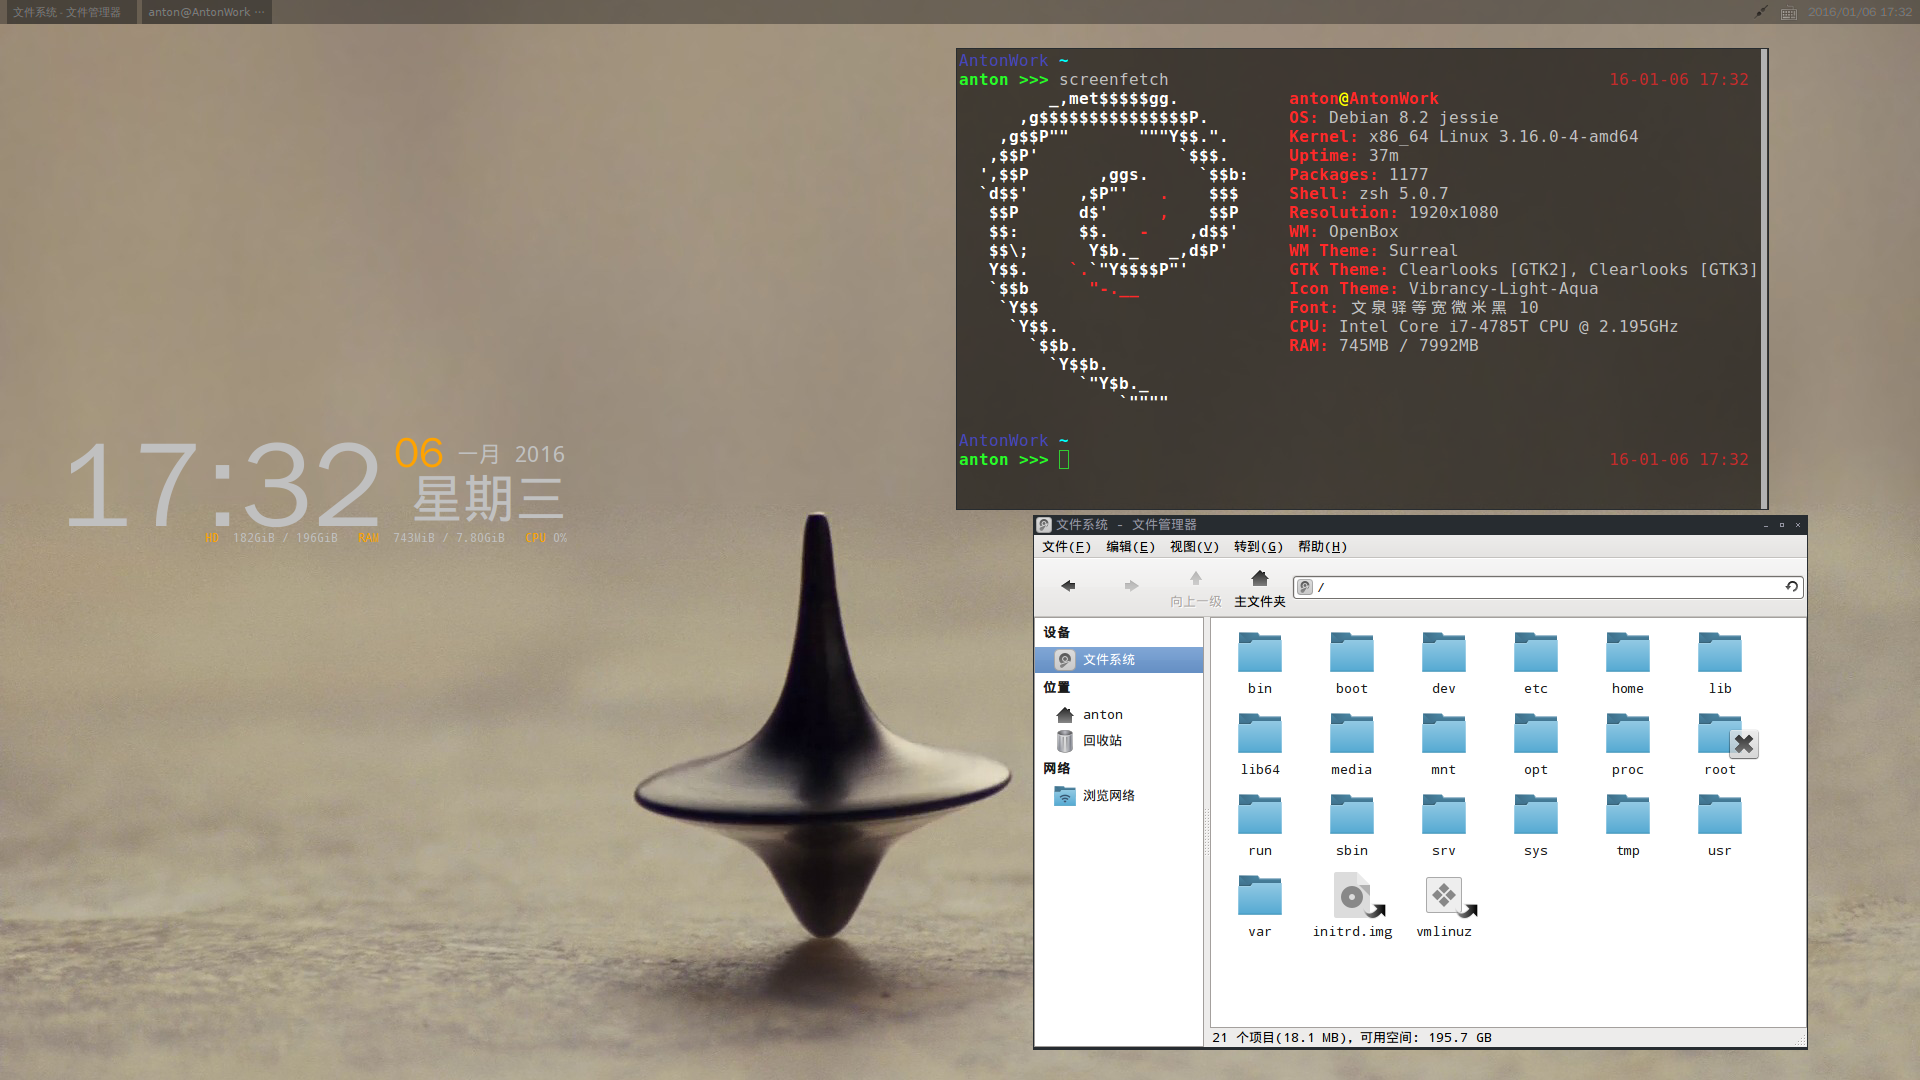 文件系统 - 文件管理器
anton@AntonWork ···
2016/01/06 17:32
AntonWork ~
anton >>> screenfetch 16-01-06 17:32
_,met$$$$$gg.
,g$$$$$$$$$$$$$$$P.
,g$$P"" """Y$$.".
,$$P' `$$$.
',$$P ,ggs. `$$b:
`d$$' ,$P"' . $$$
$$P d$' , $$P
$$: $$. - ,d$$'
$$\; Y$b._ _,d$P'
Y$$. `.`"Y$$$$P"'
`$$b "-.__
`Y$$
`Y$$.
`$$b.
`Y$$b.
`"Y$b._
`""""
anton@AntonWork
OS: Debian 8.2 jessie
Kernel: x86_64 Linux 3.16.0-4-amd64
Uptime: 37m
Packages: 1177
Shell: zsh 5.0.7
Resolution: 1920x1080
WM: OpenBox
WM Theme: Surreal
GTK Theme: Clearlooks [GTK2], Clearlooks [GTK3]
Icon Theme: Vibrancy-Light-Aqua
Font: 文泉驿等宽微米黑 10
CPU: Intel Core i7-4785T CPU @ 2.195GHz
RAM: 745MB / 7992MB
AntonWork ~
anton >>> 16-01-06 17:32
17:32
06 一月 2016
星期三
HD 182GiB / 196GiB RAM 743MiB / 7.80GiB CPU 0%
文件系统 - 文件管理器
文件(F) 编辑(E) 视图(V) 转到(G) 帮助(H)
向上一级 主文件夹 /
设备
文件系统
位置
anton
回收站
网络
浏览网络
bin boot dev etc home lib
lib64 media mnt opt proc root
run sbin srv sys tmp usr
var initrd.img vmlinuz
21 个项目(18.1 MB), 可用空间: 195.7 GB